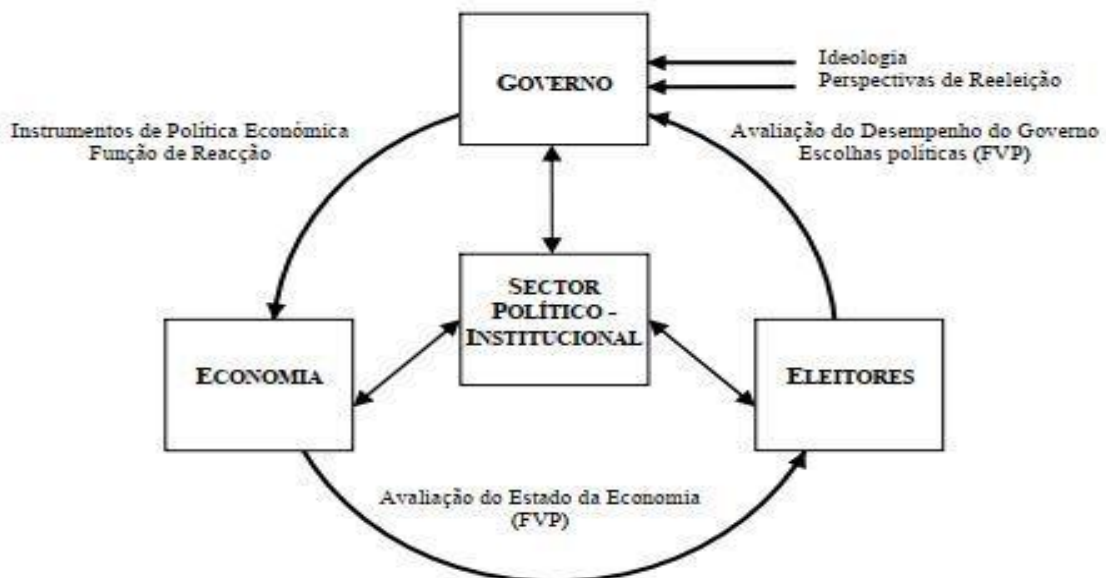 GOVERNO
Ideologia
Perspectivas de Reeleição
Instrumentos de Política Económica
Função de Reacção
Avaliação do Desempenho do Governo
Escolhas políticas (FVP)
SECTOR
POLÍTICO -
INSTITUCIONAL
ECONOMIA
ELEITORES
Avaliação do Estado da Economia
(FVP)